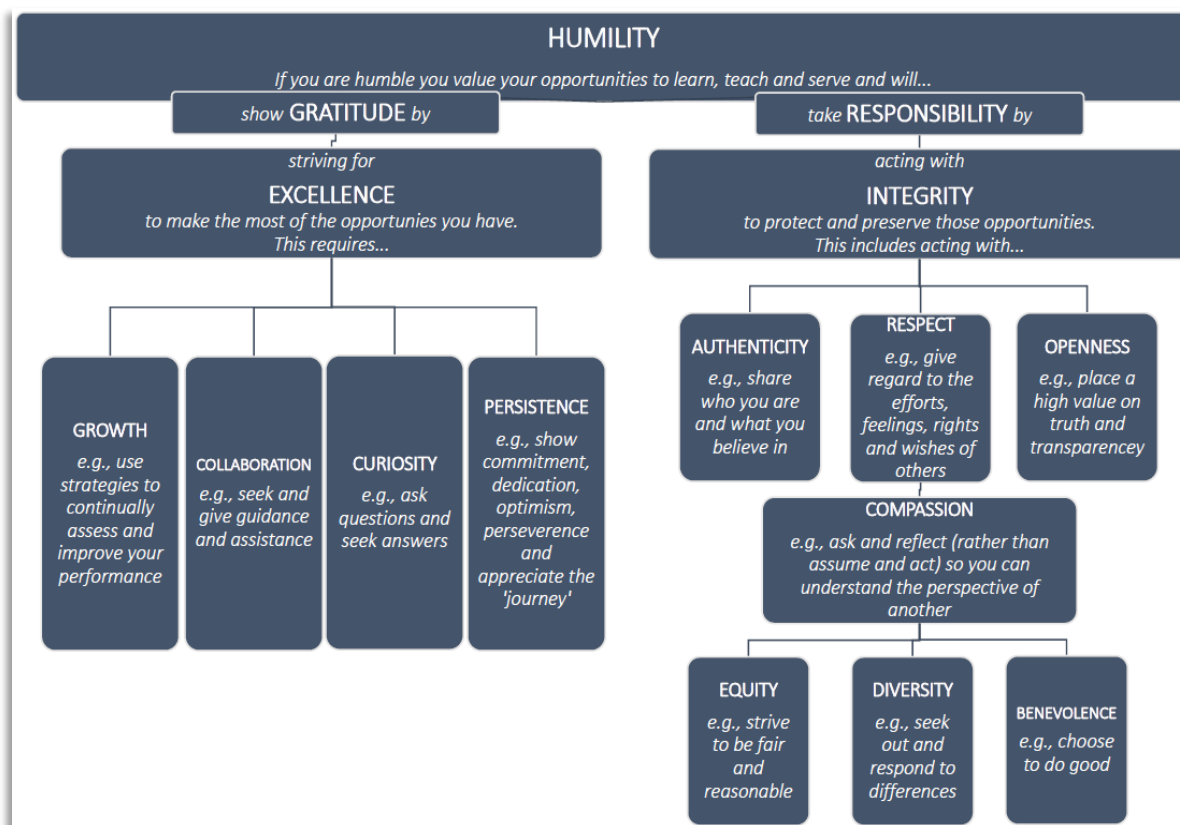 HUMILITY
If you are humble you value your opportunities to learn, teach and serve and will...
show GRATITUDE by
take RESPONSIBILITY by
striving for
EXCELLENCE
to make the most of the opportunies you have.
This requires...
acting with
INTEGRITY
to protect and preserve those opportunities.
This includes acting with...
GROWTH
e.g., use
strategies to
continually
assess and
improve your
performance
COLLABORATION
e.g., seek and
give guidance
and assistance
CURIOSITY
e.g., ask
questions and
seek answers
PERSISTENCE
e.g., show
commitment,
dedication,
optimism,
perseverence
and
appreciate the
'journey'
AUTHENTICITY
e.g., share
who you are
and what you
believe in
RESPECT
e.g., give
regard to the
efforts,
feelings, rights
and wishes of
others
OPENNESS
e.g., place a
high value on
truth and
transparencey
COMPASSION
e.g., ask and reflect (rather than
assume and act) so you can
understand the perspective of
another
EQUITY
e.g., strive
to be fair
and
reasonable
DIVERSITY
e.g., seek
out and
respond to
differences
BENEVOLENCE
e.g., choose
to do good